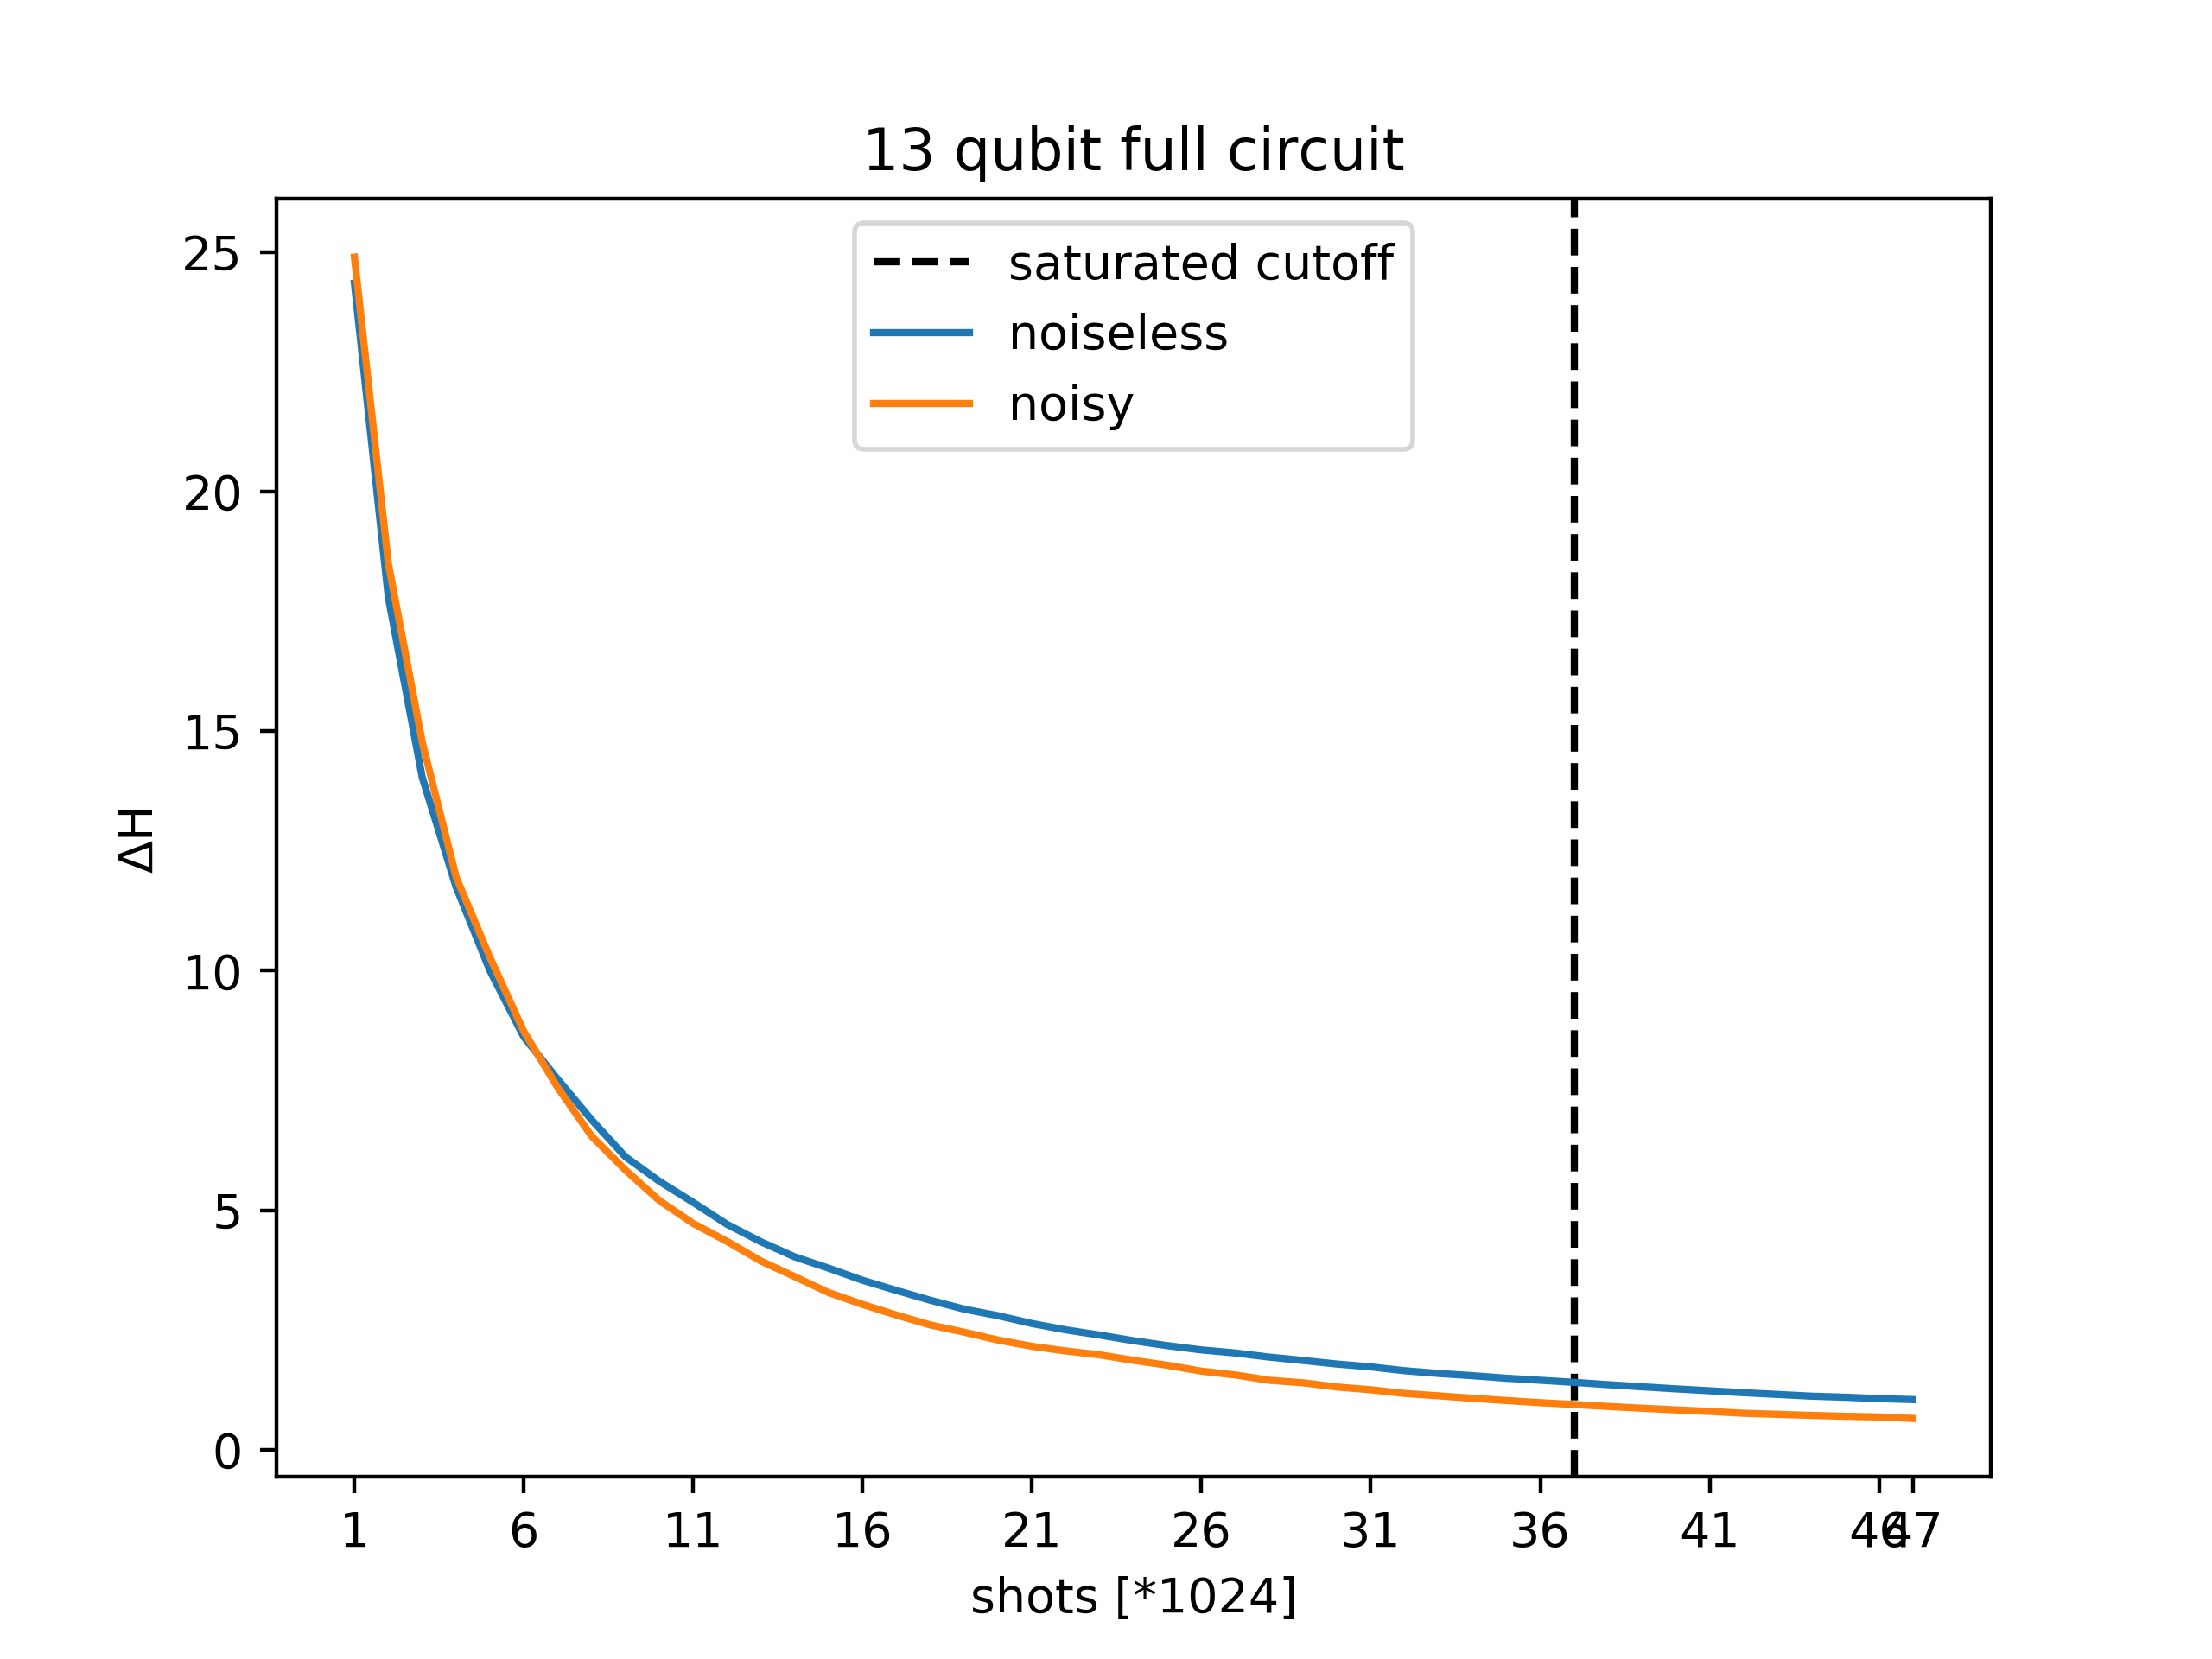 13 qubit full circuit
saturated cutoff
noiseless
noisy
25
20
15
10
5
0
ΔH
1 6 11 16 21 26 31 36 41 46 47
shots [*1024]